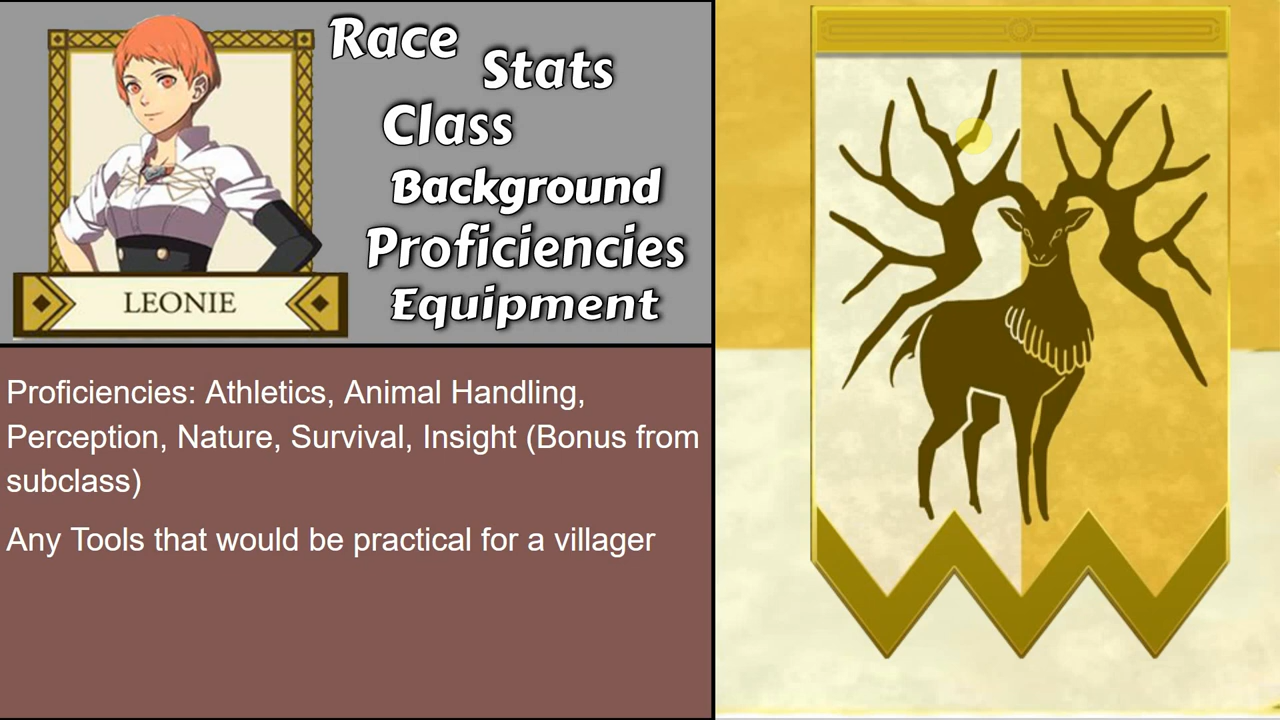 Race
Stats
Class
Background
Proficiencies
Equipment
LEONIE
Proficiencies: Athletics, Animal Handling,
Perception, Nature, Survival, Insight (Bonus from
subclass)
Any Tools that would be practical for a villager